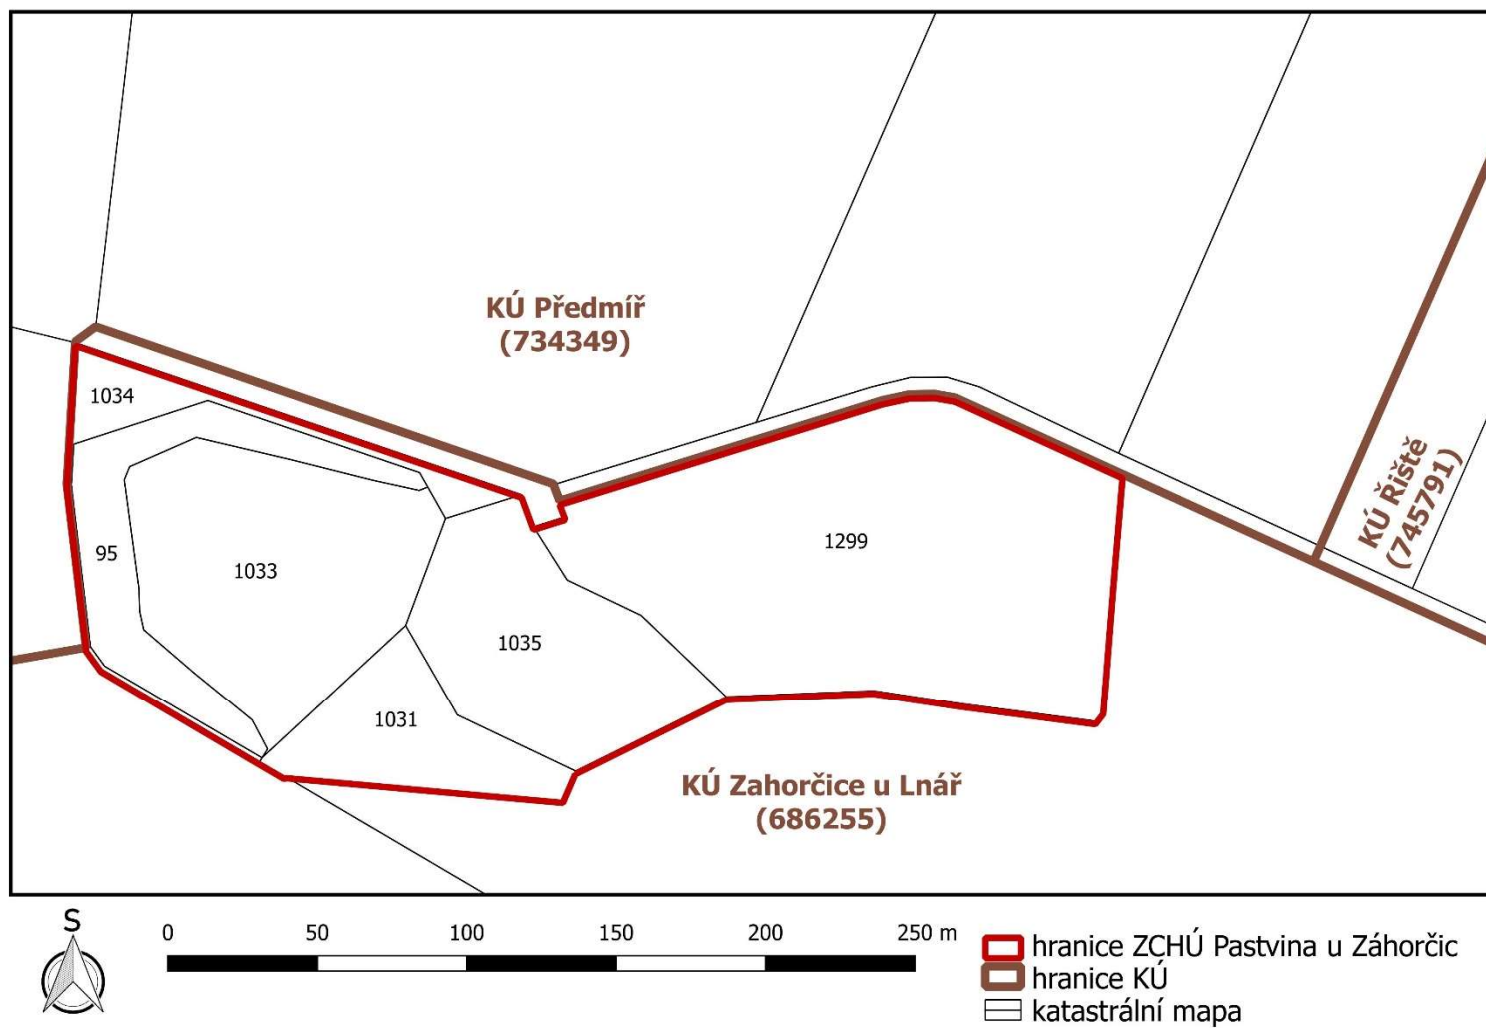 KÚ Předmíř
(734349)
1034
KÚ Řiště
(745791)
1299
95
1033
1035
1031
KÚ Zahorčice u Lnář
(686255)
S
0 50 100 150 200 250 m
hranice ZCHÚ Pastvina u Záhorčic
hranice KÚ
katastrální mapa